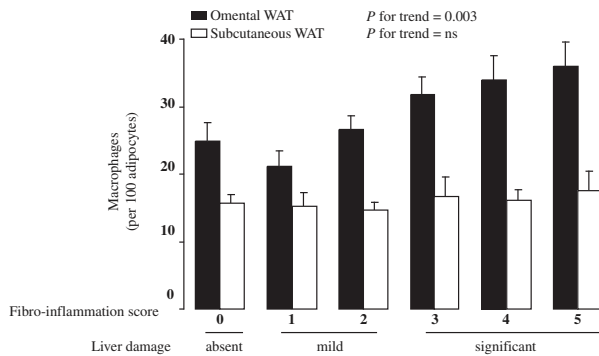 Omental WAT P for trend = 0.003
Subcutaneous WAT P for trend = ns
40
30
20
10
0
Macrophages
(per 100 adipocytes)
Fibro-inflammation score 0 1 2 3 4 5
Liver damage absent mild significant